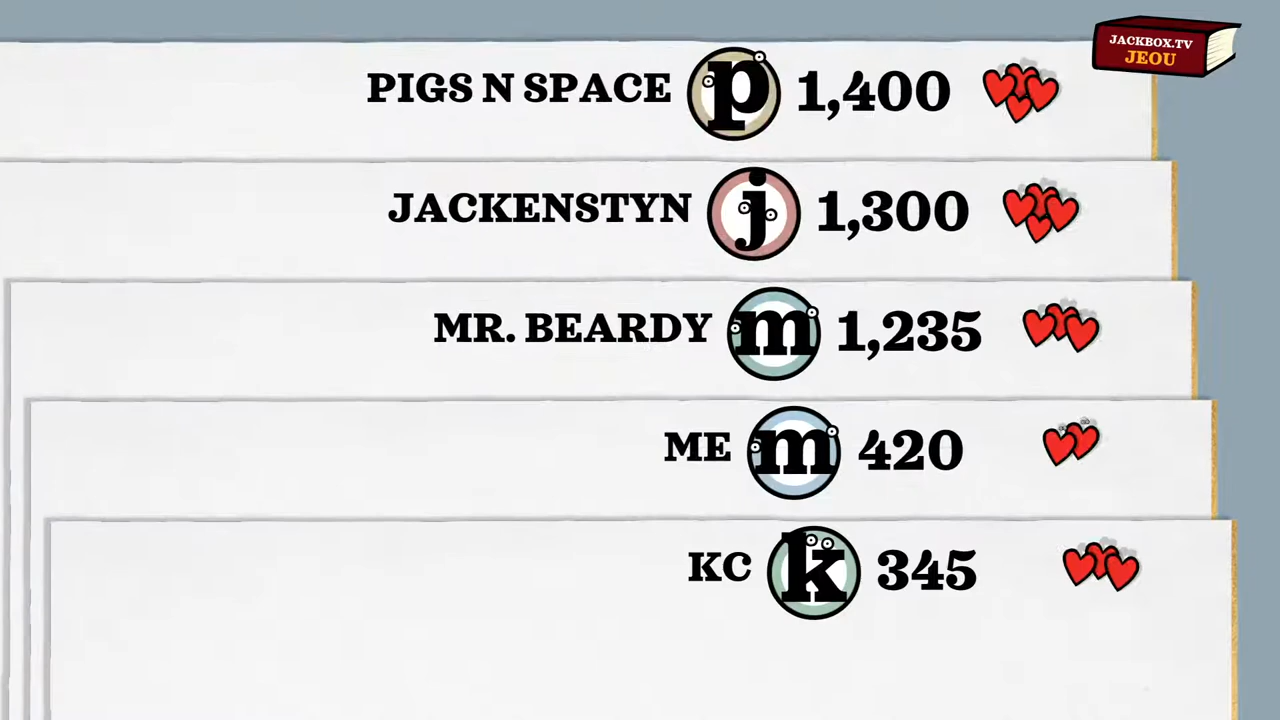 JACKBOX.TV
JEOU
PIGS N SPACE p 1,400
JACKENSTYN j 1,300
MR. BEARDY m 1,235
ME m 420
KC k 345